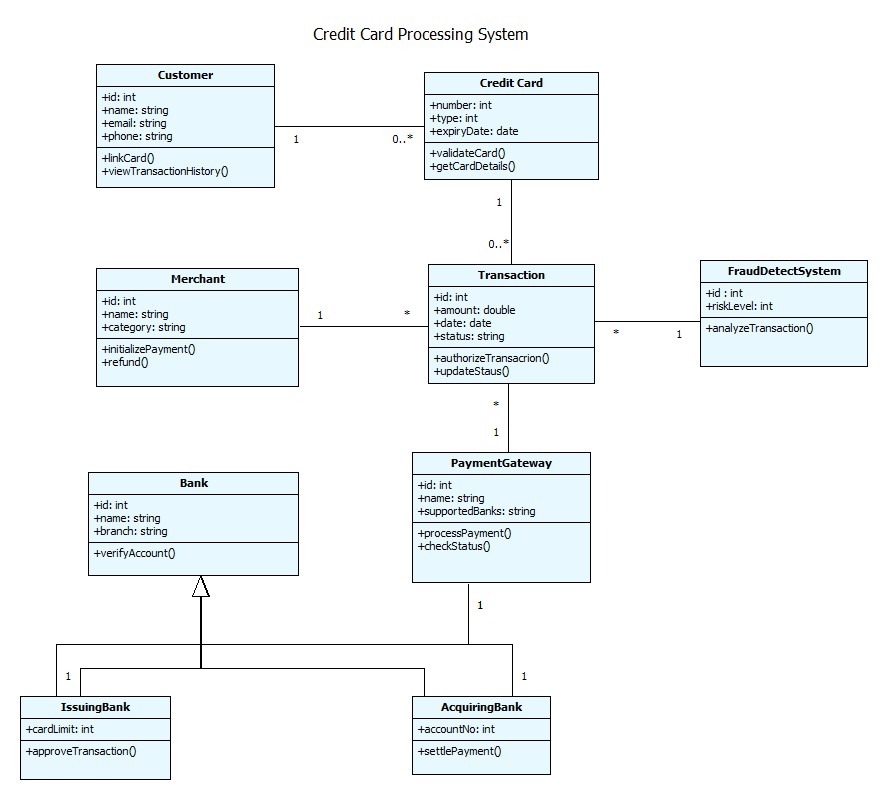 Credit Card Processing System
Customer
+id: int
+name: string
+email: string
+phone: string
+linkCard()
+viewTransactionHistory()
1
0..*
Credit Card
+number: int
+type: int
+expiryDate: date
+validateCard()
+getCardDetails()
1
0..*
Merchant
+id: int
+name: string
+category: string
+initializePayment()
+refund()
1
*
Transaction
+id: int
+amount: double
+date: date
+status: string
+authorizeTransacrion()
+updateStaus()
*
1
FraudDetectSystem
+id : int
+riskLevel: int
+analyzeTransaction()
*
1
Bank
+id: int
+name: string
+branch: string
+verifyAccount()
PaymentGateway
+id: int
+name: string
+supportedBanks: string
+processPayment()
+checkStatus()
1
1
1
IssuingBank
+cardLimit: int
+approveTransaction()
AcquiringBank
+accountNo: int
+settlePayment()